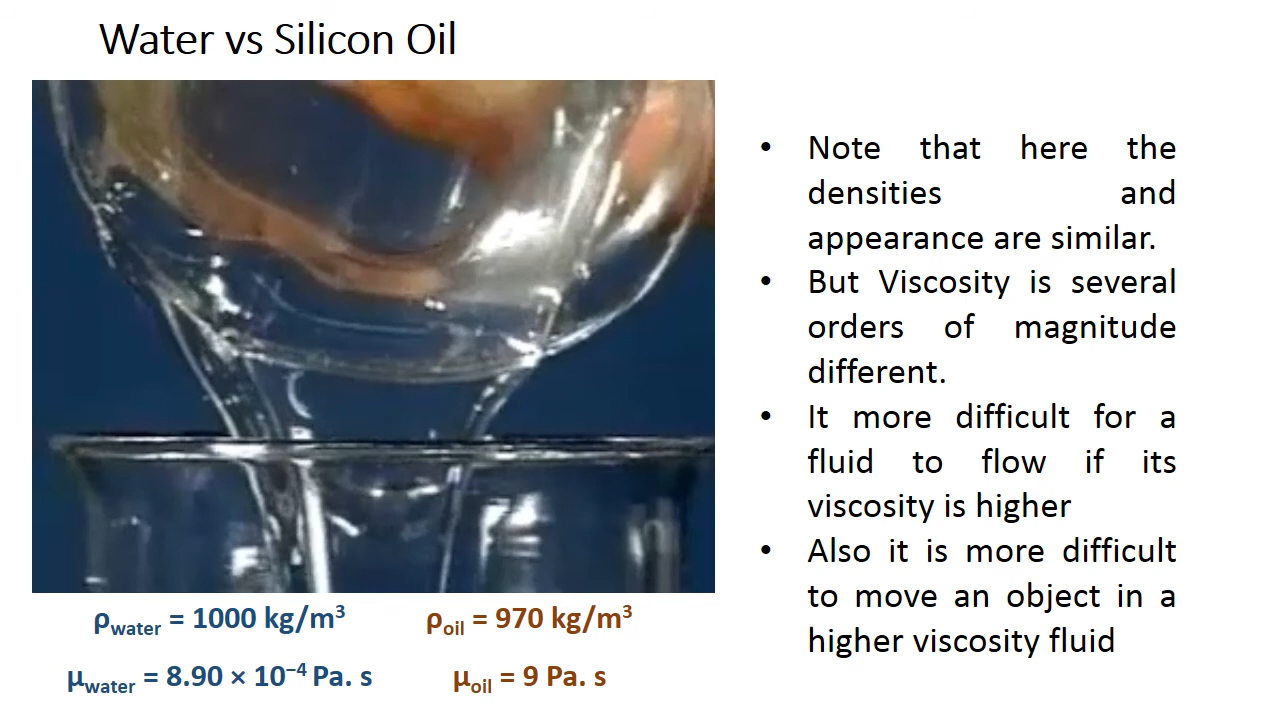 Water vs Silicon Oil
• Note that here the
densities and
appearance are similar.
• But Viscosity is several
orders of magnitude
different.
• It more difficult for a
fluid to flow if its
viscosity is higher
• Also it is more difficult
to move an object in a
higher viscosity fluid
ρwater = 1000 kg/m³
ρoil = 970 kg/m³
μwater = 8.90 × 10⁻⁴ Pa. s
μoil = 9 Pa. s